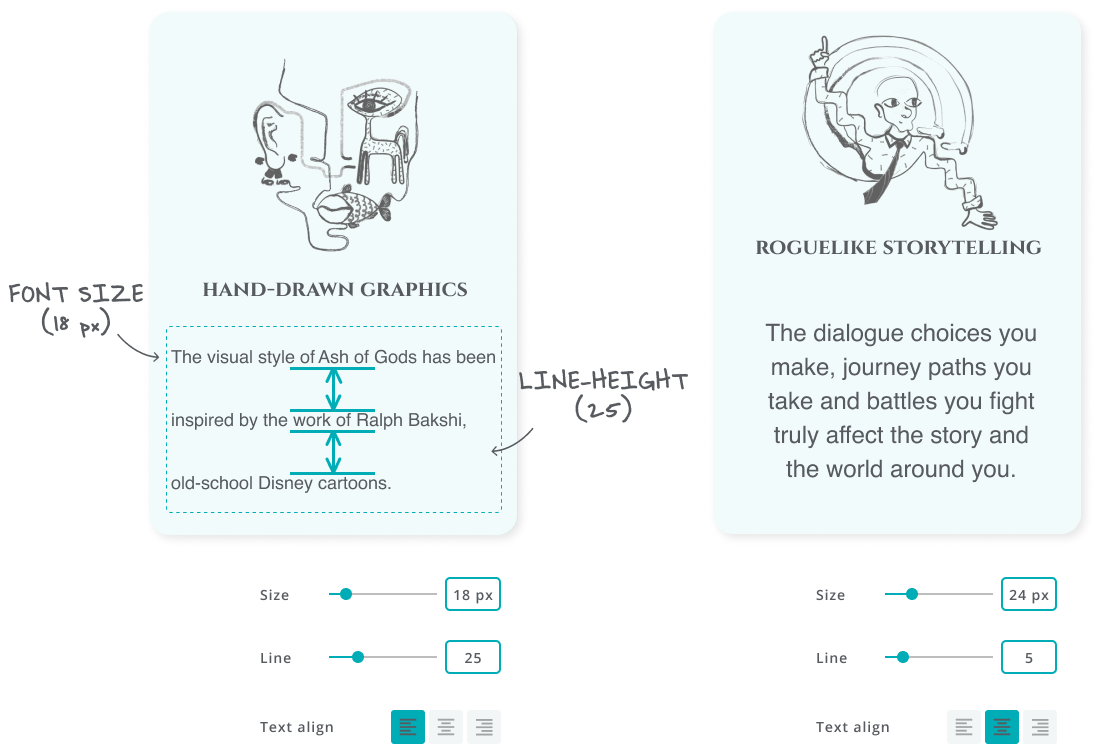 HAND-DRAWN GRAPHICS
FONT SIZE
(18 px)
The visual style of Ash of Gods has been
inspired by the work of Ralph Bakshi,
old-school Disney cartoons.
LINE-HEIGHT
(25)
Size
18 px
Line
25
Text align
ROGUELIKE STORYTELLING
The dialogue choices you
make, journey paths you
take and battles you fight
truly affect the story and
the world around you.
Size
24 px
Line
5
Text align